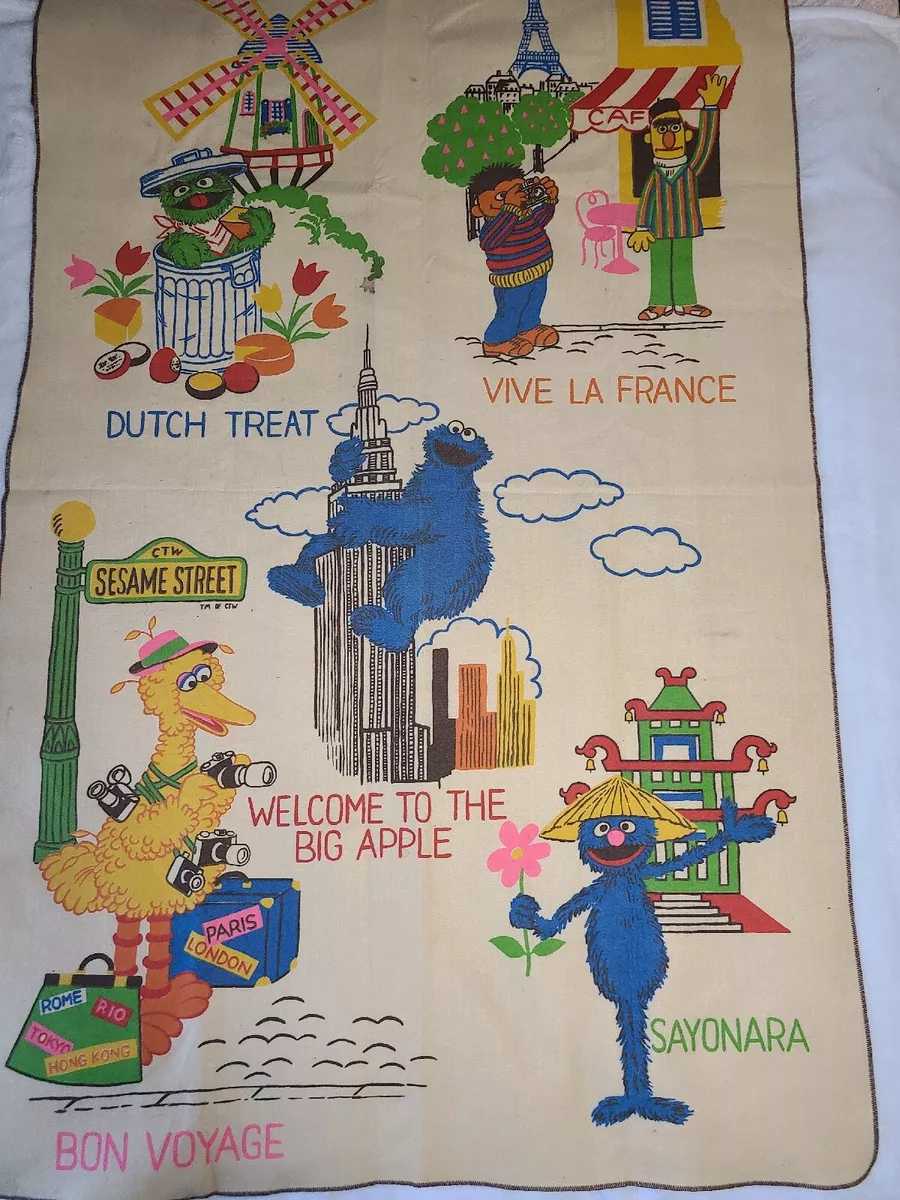 CAF
VIVE LA FRANCE
DUTCH TREAT
CTW
SESAME STREET
TM OF CTW
WELCOME TO THE
BIG APPLE
PARIS
LONDON
ROME
RIO
TOKYO
HONG KONG
SAYONARA
BON VOYAGE